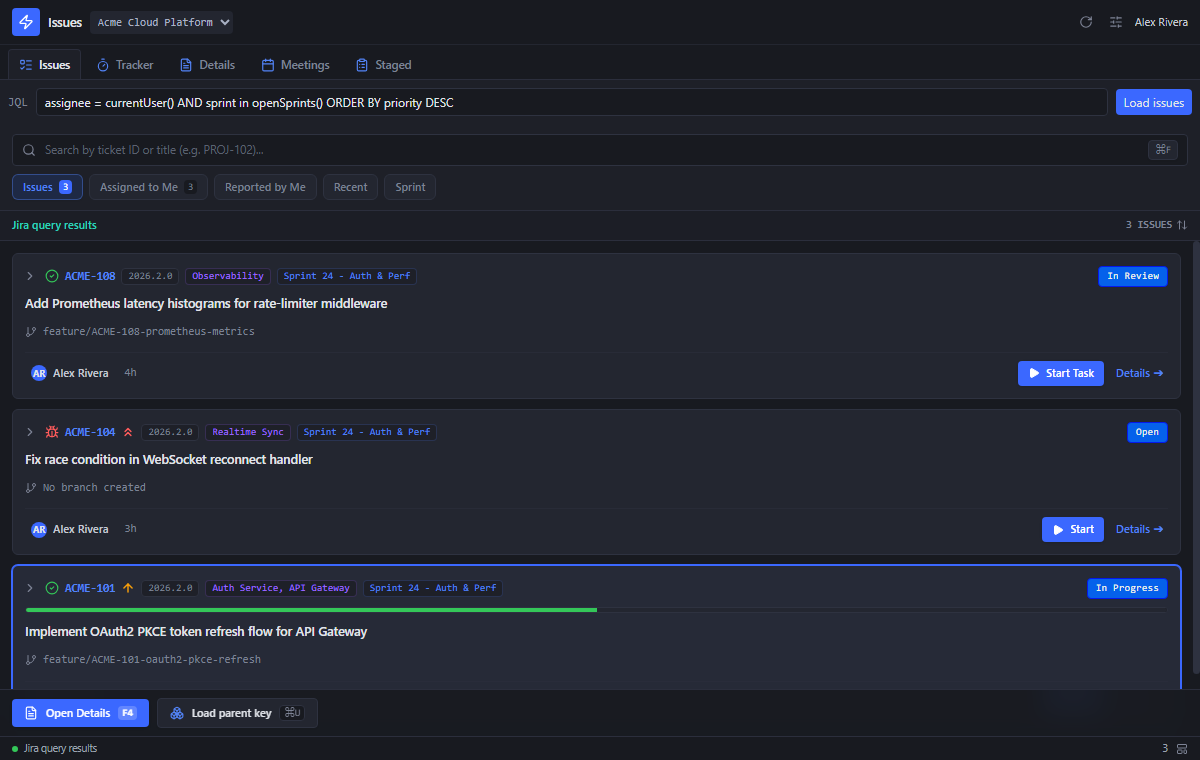 Issues Acme Cloud Platform Alex Rivera
Issues Tracker Details Meetings Staged
JQL assignee = currentUser() AND sprint in openSprints() ORDER BY priority DESC Load issues
Search by ticket ID or title (e.g. PROJ-102)... ⌘F
Issues 3 Assigned to Me 3 Reported by Me Recent Sprint
Jira query results 3 ISSUES
ACME-108 2026.2.0 Observability Sprint 24 - Auth & Perf In Review
Add Prometheus latency histograms for rate-limiter middleware
feature/ACME-108-prometheus-metrics
AR Alex Rivera 4h Start Task Details →
ACME-104 2026.2.0 Realtime Sync Sprint 24 - Auth & Perf Open
Fix race condition in WebSocket reconnect handler
No branch created
AR Alex Rivera 3h Start Details →
ACME-101 2026.2.0 Auth Service, API Gateway Sprint 24 - Auth & Perf In Progress
Implement OAuth2 PKCE token refresh flow for API Gateway
feature/ACME-101-oauth2-pkce-refresh
Open Details F4 Load parent key ⌘U
Jira query results 3